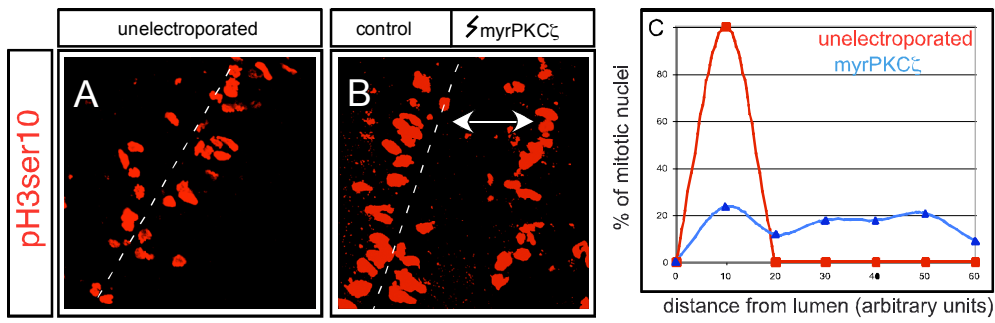 unelectroporated
control
myrPKCζ
pH3ser10
A
B
C
unelectroporated
myrPKCζ
% of mitotic nuclei
80
60
40
20
0
0 10 20 30 40 50 60
distance from lumen (arbitrary units)